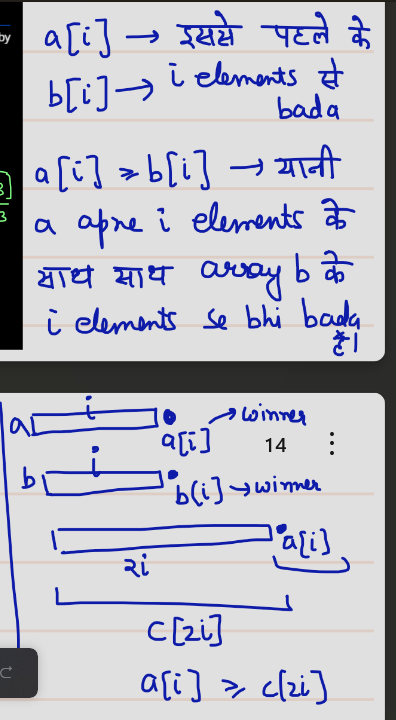 by
a[i] → इससे पहले के
b[i] → i elements से
bada
a[i] ⩾ b[i] → यानी
3
a apne i elements के
साथ साथ array b के
i elements se bhi bada
है।
i
a a[i] → winner
14
i
b b(i] → winner
a[i]
2i
C[2i]
a[i] ⩾ c[2i]